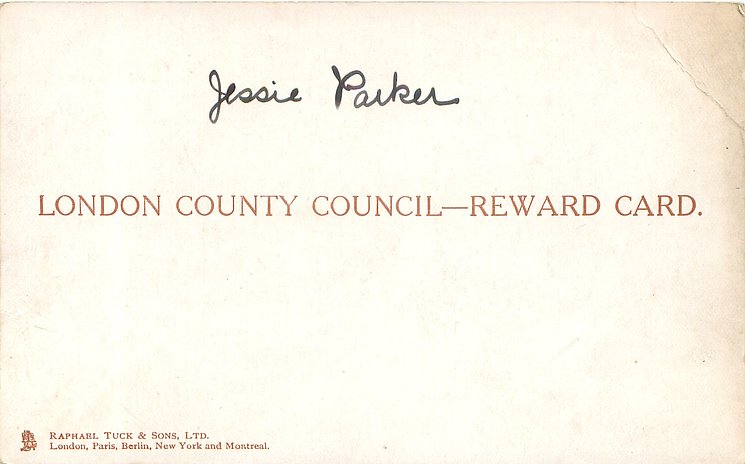 Jessie Parker
LONDON COUNTY COUNCIL—REWARD CARD.
RAPHAEL TUCK & SONS, LTD.
London, Paris, Berlin, New York and Montreal.